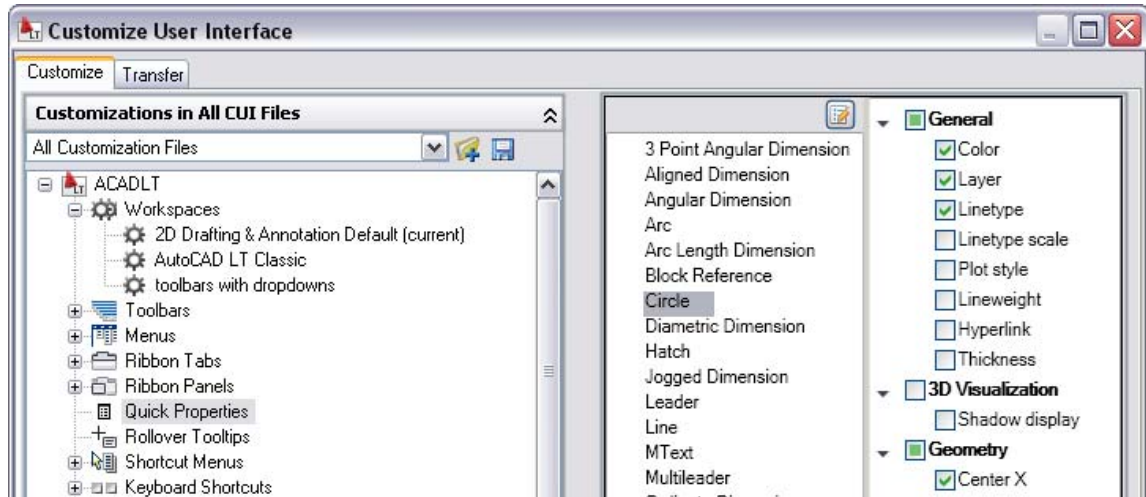 Customize User Interface
Customize
Transfer
Customizations in All CUI Files
All Customization Files
ACADLT
Workspaces
2D Drafting & Annotation Default (current)
AutoCAD LT Classic
toolbars with dropdowns
Toolbars
Menus
Ribbon Tabs
Ribbon Panels
Quick Properties
Rollover Tooltips
Shortcut Menus
Keyboard Shortcuts
3 Point Angular Dimension
Aligned Dimension
Angular Dimension
Arc
Arc Length Dimension
Block Reference
Circle
Diametric Dimension
Hatch
Jogged Dimension
Leader
Line
MText
Multileader
General
Color
Layer
Linetype
Linetype scale
Plot style
Lineweight
Hyperlink
Thickness
3D Visualization
Shadow display
Geometry
Center X